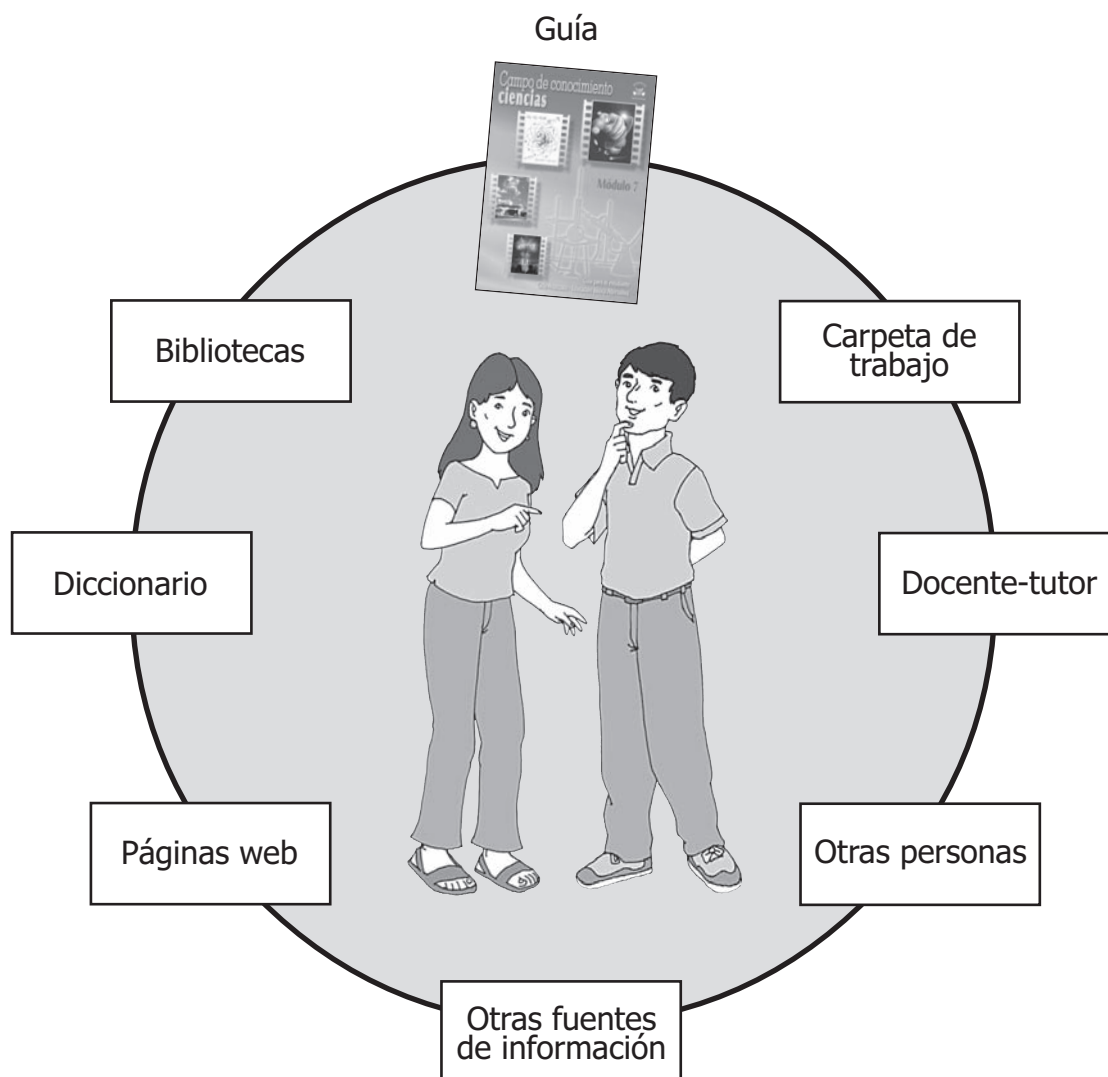 Guía
Campo de conocimiento
ciencias
Módulo 7
Bibliotecas
Carpeta de
trabajo
Diccionario
Docente-tutor
Páginas web
Otras personas
Otras fuentes
de información